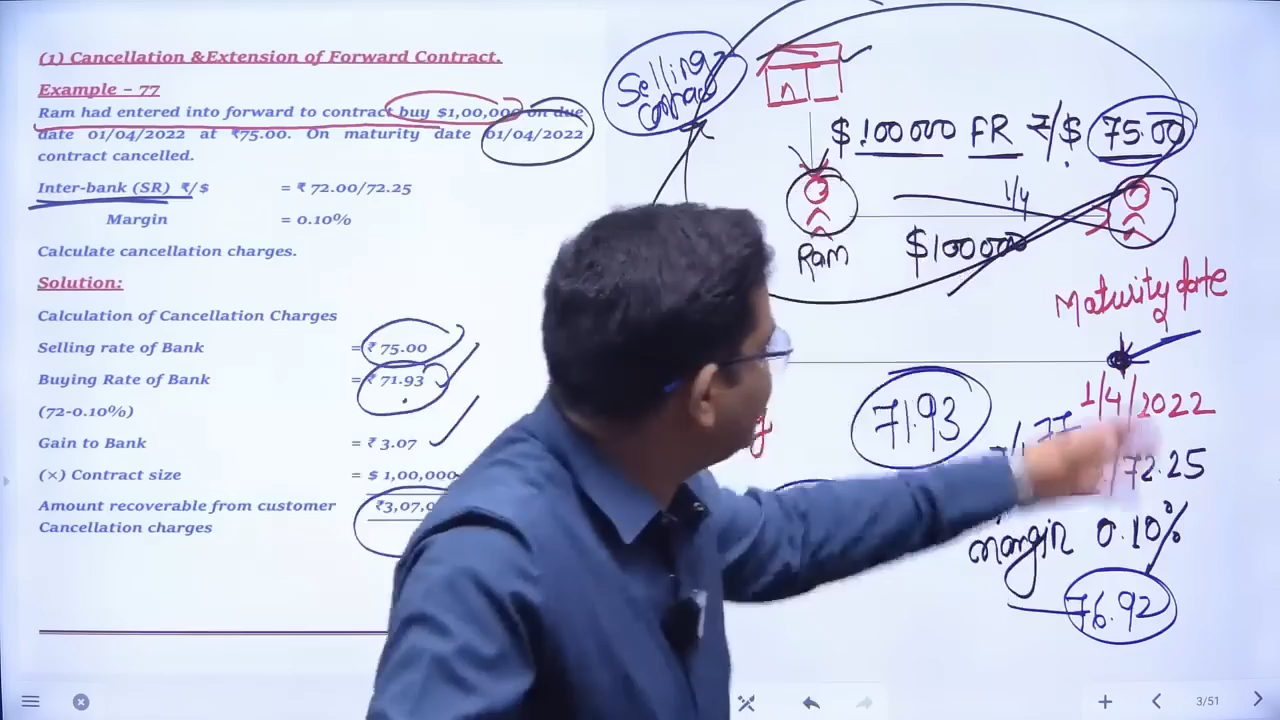 (1) Cancellation &Extension of Forward Contract.
Example – 77
Ram had entered into forward to contract buy $1,00,000 on due
date 01/04/2022 at ₹75.00. On maturity date 01/04/2022
contract cancelled.
Inter-bank (SR) ₹/$ = ₹ 72.00/72.25
Margin = 0.10%
Calculate cancellation charges.
Solution:
Calculation of Cancellation Charges
Selling rate of Bank = ₹ 75.00
Buying Rate of Bank = ₹ 71.93
(72-0.10%)
Gain to Bank = ₹ 3.07
(×) Contract size = $ 1,00,000
Amount recoverable from customer
Cancellation charges
Selling
contract
$ 100000 FR ₹/$ 75.00
1/4
Ram
$100000
Maturity date
1/4/2022
71.93
/72.25
margin 0.10%
76.92
3/51